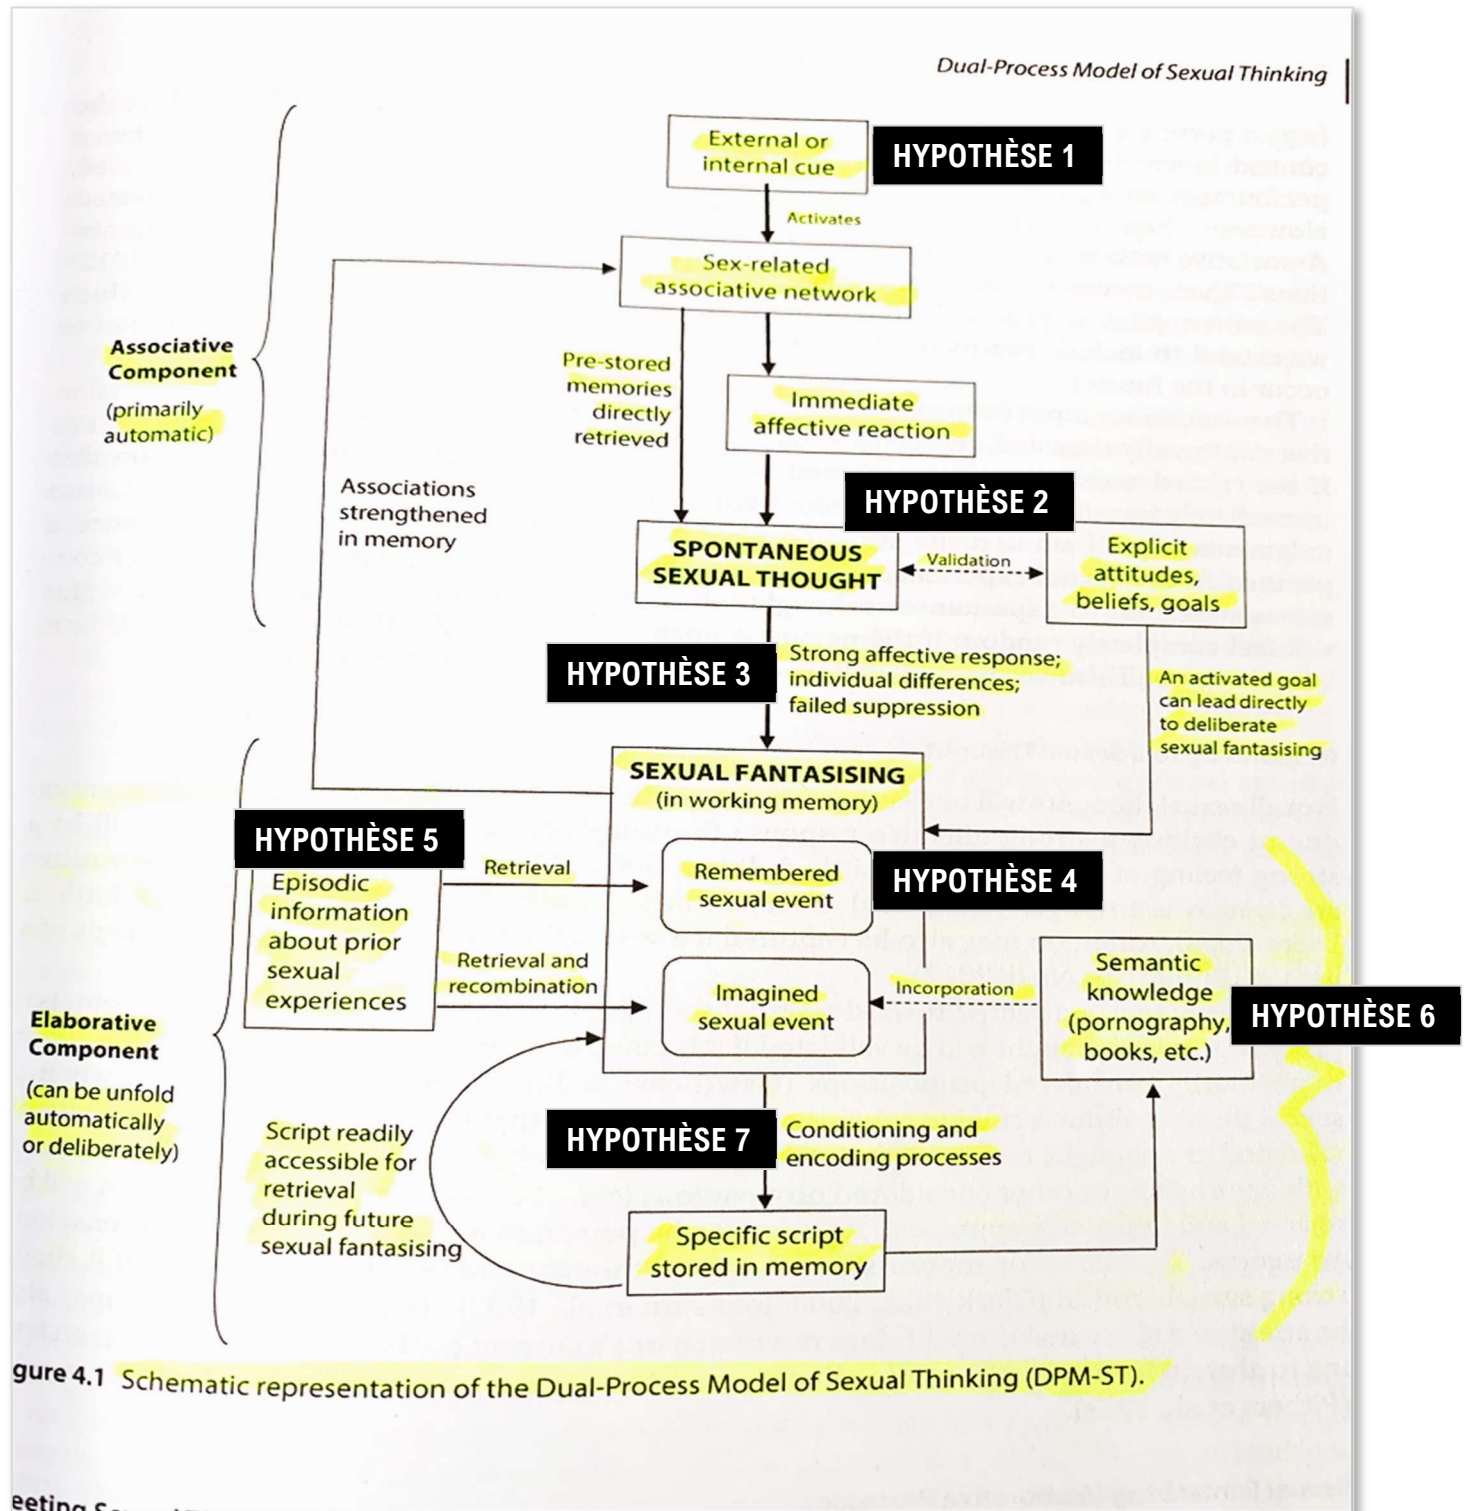 Dual-Process Model of Sexual Thinking
External or
internal cue
HYPOTHÈSE 1
Activates
Sex-related
associative network
Associative
Component
(primarily
automatic)
Pre-stored
memories
directly
retrieved
Immediate
affective reaction
Associations
strengthened
in memory
HYPOTHÈSE 2
SPONTANEOUS
SEXUAL THOUGHT
Validation
Explicit
attitudes,
beliefs, goals
HYPOTHÈSE 3
Strong affective response;
individual differences;
failed suppression
An activated goal
can lead directly
to deliberate
sexual fantasising
SEXUAL FANTASISING
(in working memory)
HYPOTHÈSE 5
Episodic
information
about prior
sexual
experiences
Retrieval
Remembered
sexual event
HYPOTHÈSE 4
Retrieval and
recombination
Imagined
sexual event
Incorporation
Semantic
knowledge
(pornography,
books, etc.)
HYPOTHÈSE 6
Elaborative
Component
(can be unfold
automatically
or deliberately)
Script readily
accessible for
retrieval
during future
sexual fantasising
HYPOTHÈSE 7
Conditioning and
encoding processes
Specific script
stored in memory
gure 4.1 Schematic representation of the Dual-Process Model of Sexual Thinking (DPM-ST).